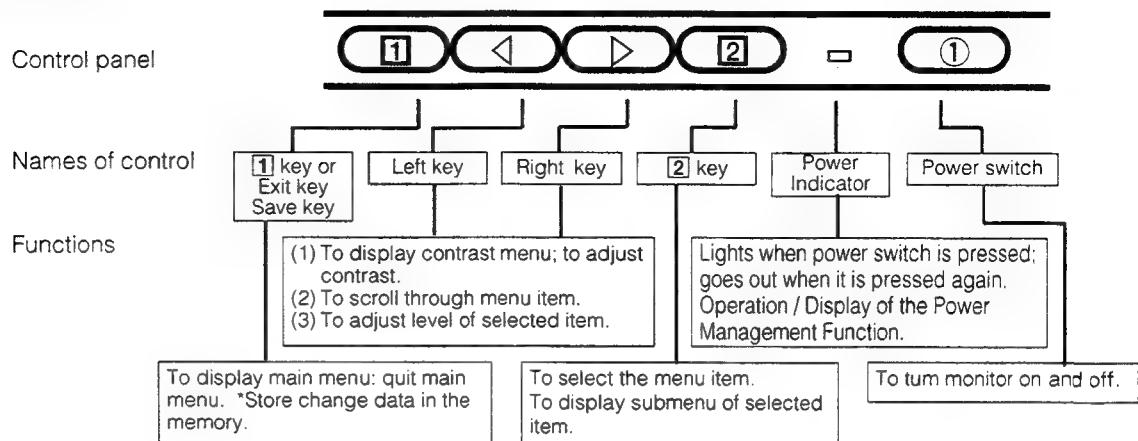 Control panel
1 2 1
Names of control
1 key or
Exit key
Save key
Left key
Right key
2 key
Power
Indicator
Power switch
Functions
(1) To display contrast menu; to adjust
contrast.
(2) To scroll through menu item.
(3) To adjust level of selected item.
Lights when power switch is pressed;
goes out when it is pressed again.
Operation / Display of the Power
Management Function.
To display main menu: quit main
menu. *Store change data in the
memory.
To select the menu item.
To display submenu of selected
item.
To tum monitor on and off.